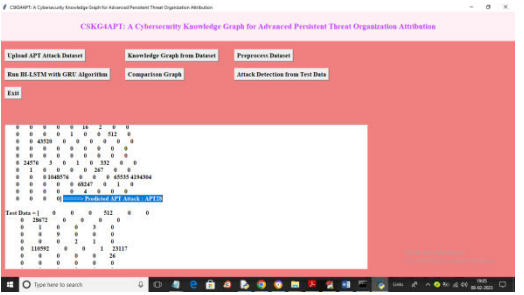 CSKG4APT: A Cybersecurity Knowledge Graph for Advanced Persistent Threat Organization Attribution
CSKG4APT: A Cybersecurity Knowledge Graph for Advanced Persistent Threat Organization Attribution
Upload APT Attack Dataset
Knowledge Graph from Dataset
Preprocess Dataset
Run BI-LSTM with GRU Algorithm
Comparison Graph
Attack Detection from Test Data
Exit
0 0 0 0 0 16 2 0 0
0 0 0 0 1 0 0 512 0
0 0 43520 0 0 0 0 0 0
0 0 0 0 0 0 0 0
0 0 0 0 0 0 0 0
6 24576 3 0 1 0 332 0 0
0 1 0 0 0 0 267 0 0
0 0 0 1048576 0 0 0 65535 4194304
0 0 0 0 0 68247 0 1 0
0 0 0 0 0 4 0 0 0
0 0 0 0] =====> Predicted APT Attack : APT28
Test Data = [ 0 0 0 512 0 0
0 28672 0 0 0 0 0
0 1 0 0 3 0
0 0 9 0 0 0
0 0 0 2 1 0
0 110592 0 0 1 23117
0 0 0 0 0 26
Type here to search
19:05
08-02-2023